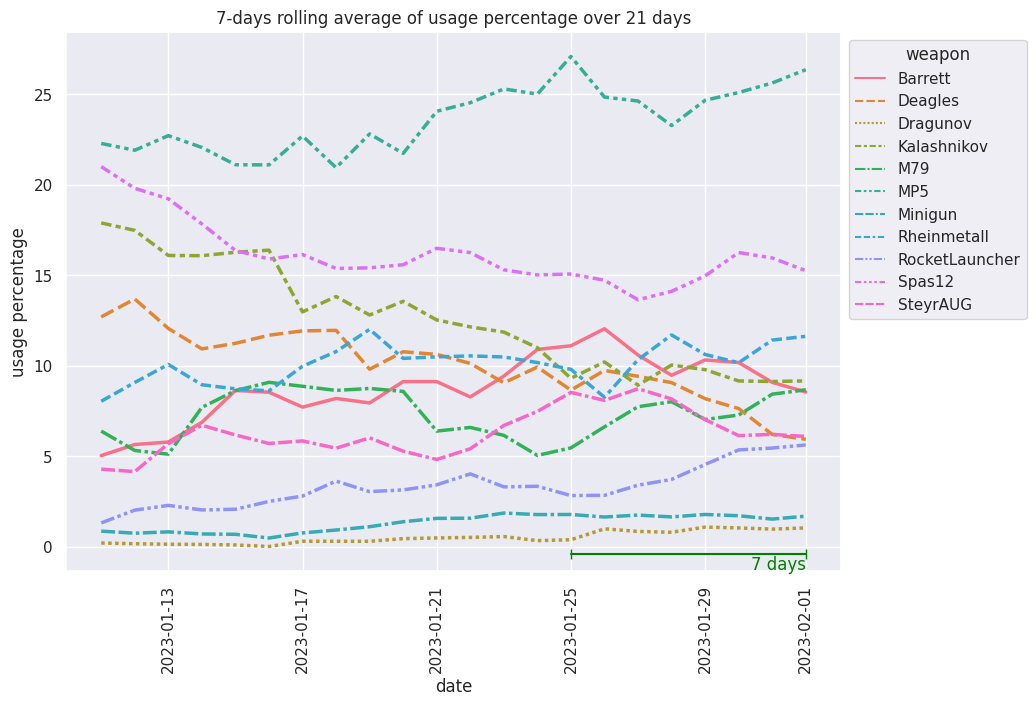 7-days rolling average of usage percentage over 21 days
usage percentage
25
20
15
10
5
0
7 days
2023-01-13
2023-01-17
2023-01-21
2023-01-25
2023-01-29
2023-02-01
date
weapon
Barrett
Deagles
Dragunov
Kalashnikov
M79
MP5
Minigun
Rheinmetall
RocketLauncher
Spas12
SteyrAUG